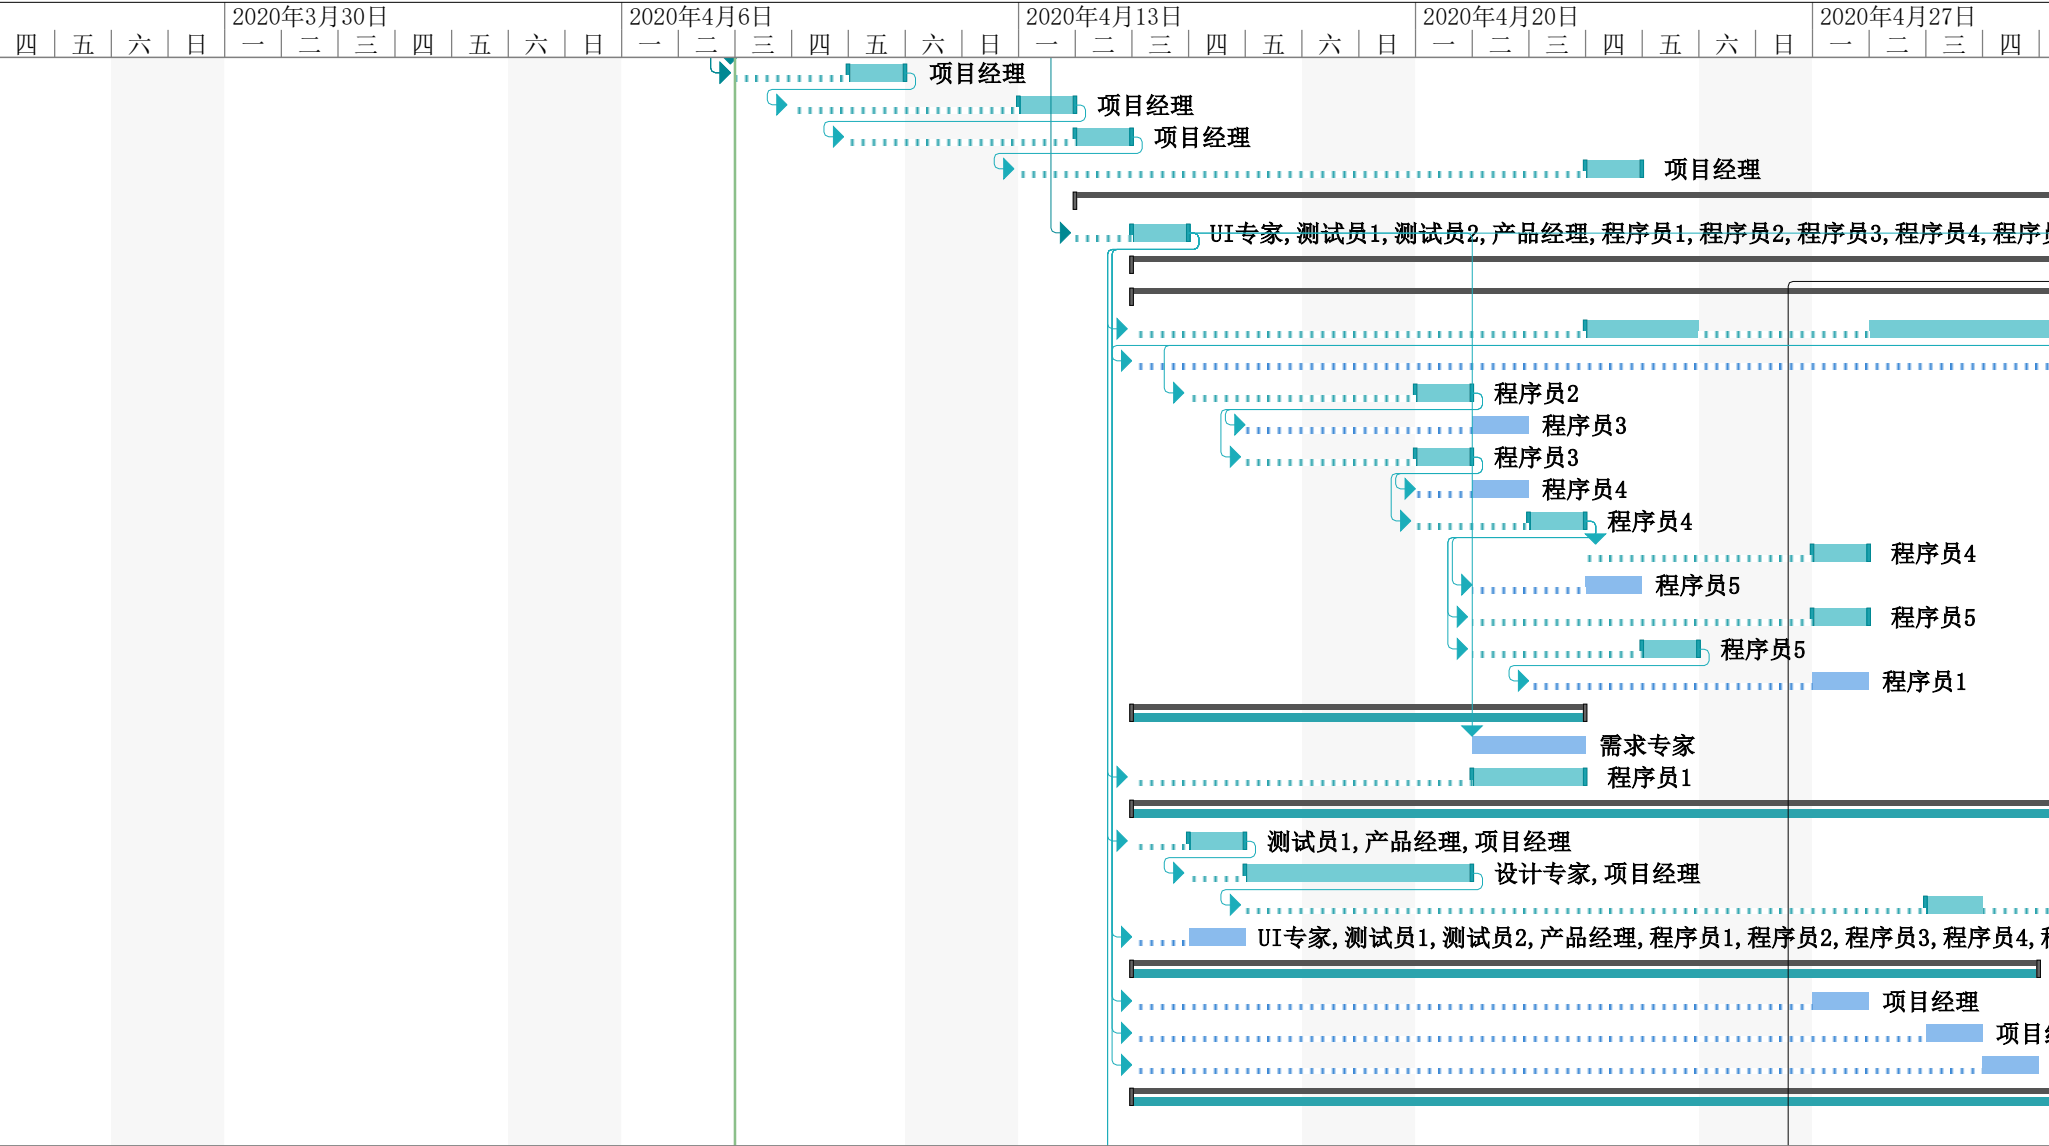 2020年3月30日 2020年4月6日 2020年4月13日 2020年4月20日 2020年4月27日
四 五 六 日 一 二 三 四 五 六 日 一 二 三 四 五 六 日 一 二 三 四 五 六 日 一 二 三 四 五 六 日 一 二 三 四
项目经理
项目经理
项目经理
项目经理
UI专家,测试员1,测试员2,产品经理,程序员1,程序员2,程序员3,程序员4,程序员
程序员2
程序员3
程序员3
程序员4
程序员4
程序员4
程序员5
程序员5
程序员5
程序员1
需求专家
程序员1
测试员1,产品经理,项目经理
设计专家,项目经理
UI专家,测试员1,测试员2,产品经理,程序员1,程序员2,程序员3,程序员4,
项目经理
项目